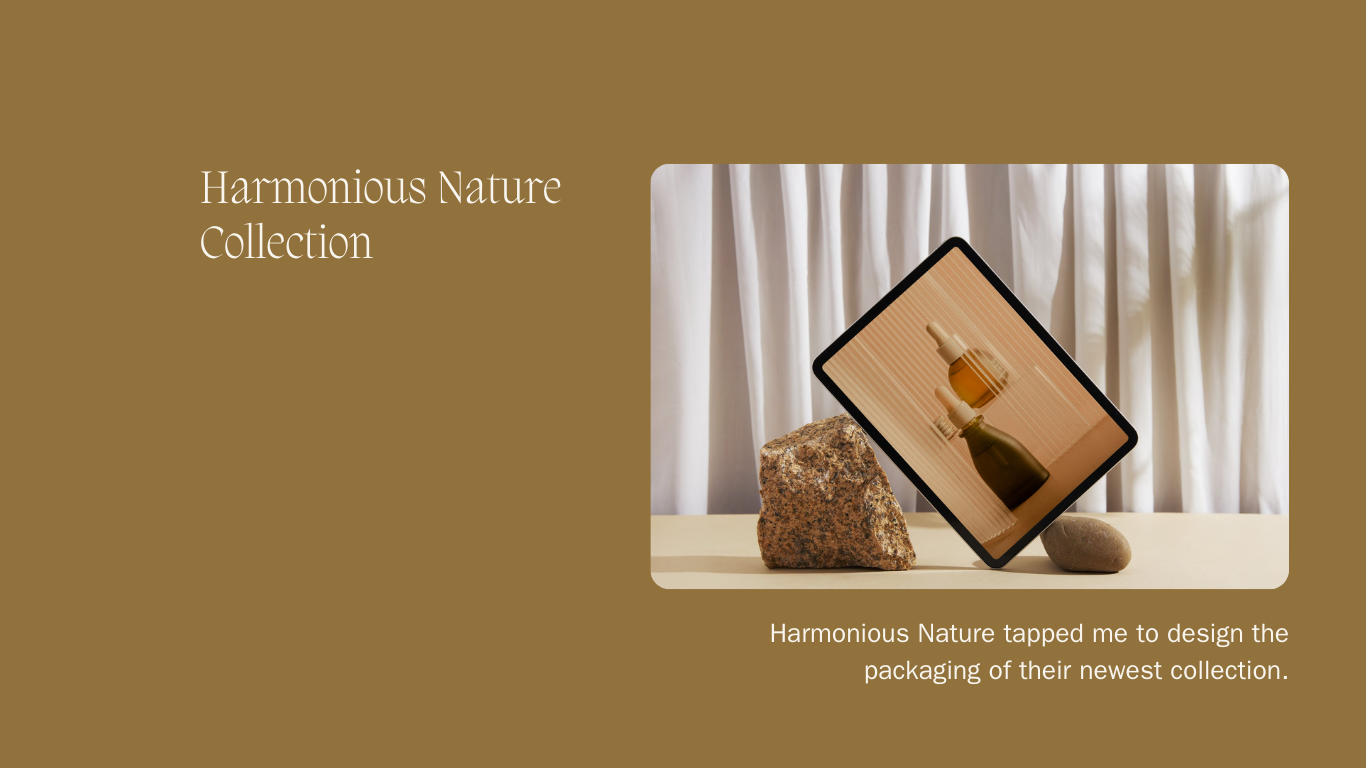 Harmonious Nature
Collection
Harmonious Nature tapped me to design the
packaging of their newest collection.